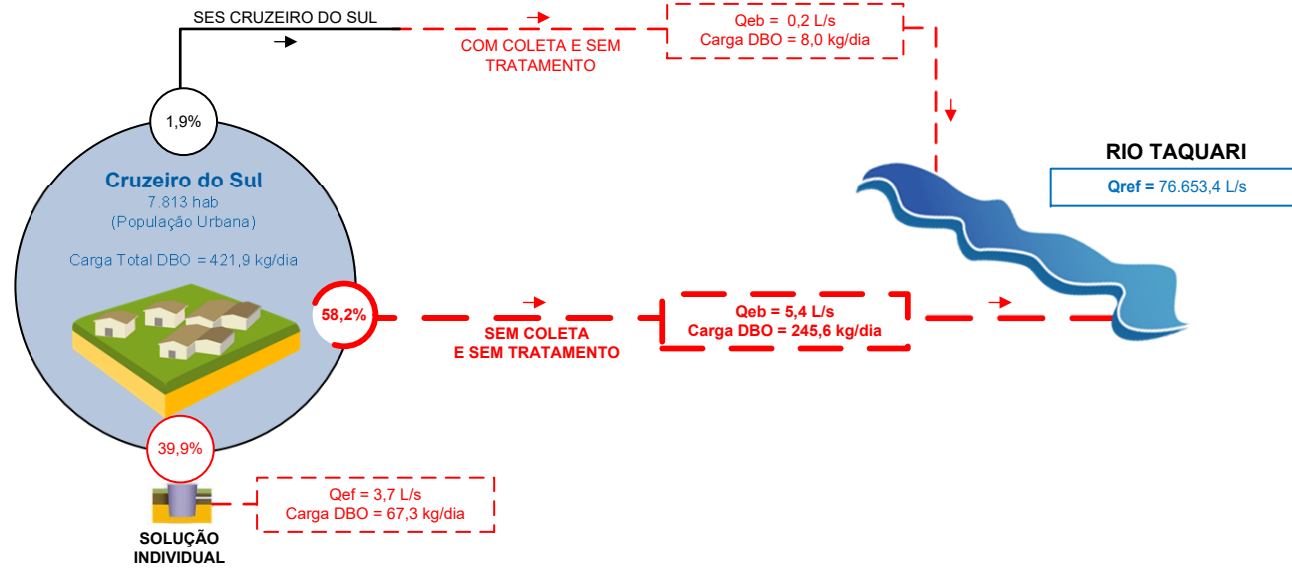 SES CRUZEIRO DO SUL
COM COLETA E SEM
TRATAMENTO
Qeb = 0,2 L/s
Carga DBO = 8,0 kg/dia
1,9%
Cruzeiro do Sul
7.813 hab
(População Urbana)
Carga Total DBO = 421,9 kg/dia
RIO TAQUARI
Qref = 76.653,4 L/s
58,2%
SEM COLETA
E SEM TRATAMENTO
Qeb = 5,4 L/s
Carga DBO = 245,6 kg/dia
39,9%
Qef = 3,7 L/s
Carga DBO = 67,3 kg/dia
SOLUÇÃO
INDIVIDUAL